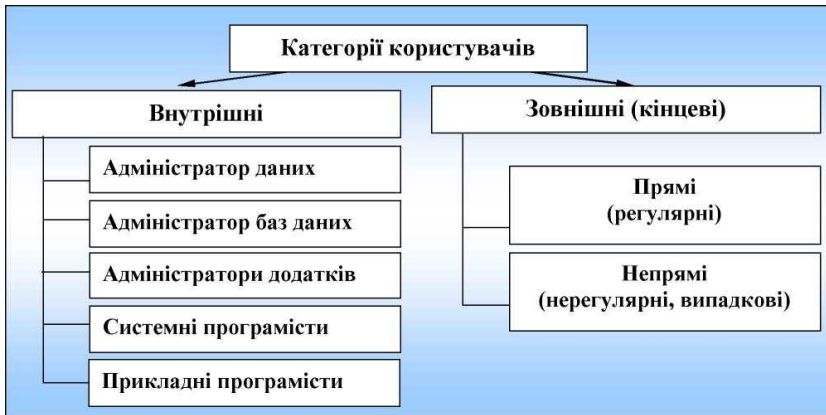 Категорії користувачів
Внутрішні
Адміністратор даних
Адміністратор баз даних
Адміністратори додатків
Системні програмісти
Прикладні програмісти
Зовнішні (кінцеві)
Прямі
(регулярні)
Непрямі
(нерегулярні, випадкові)